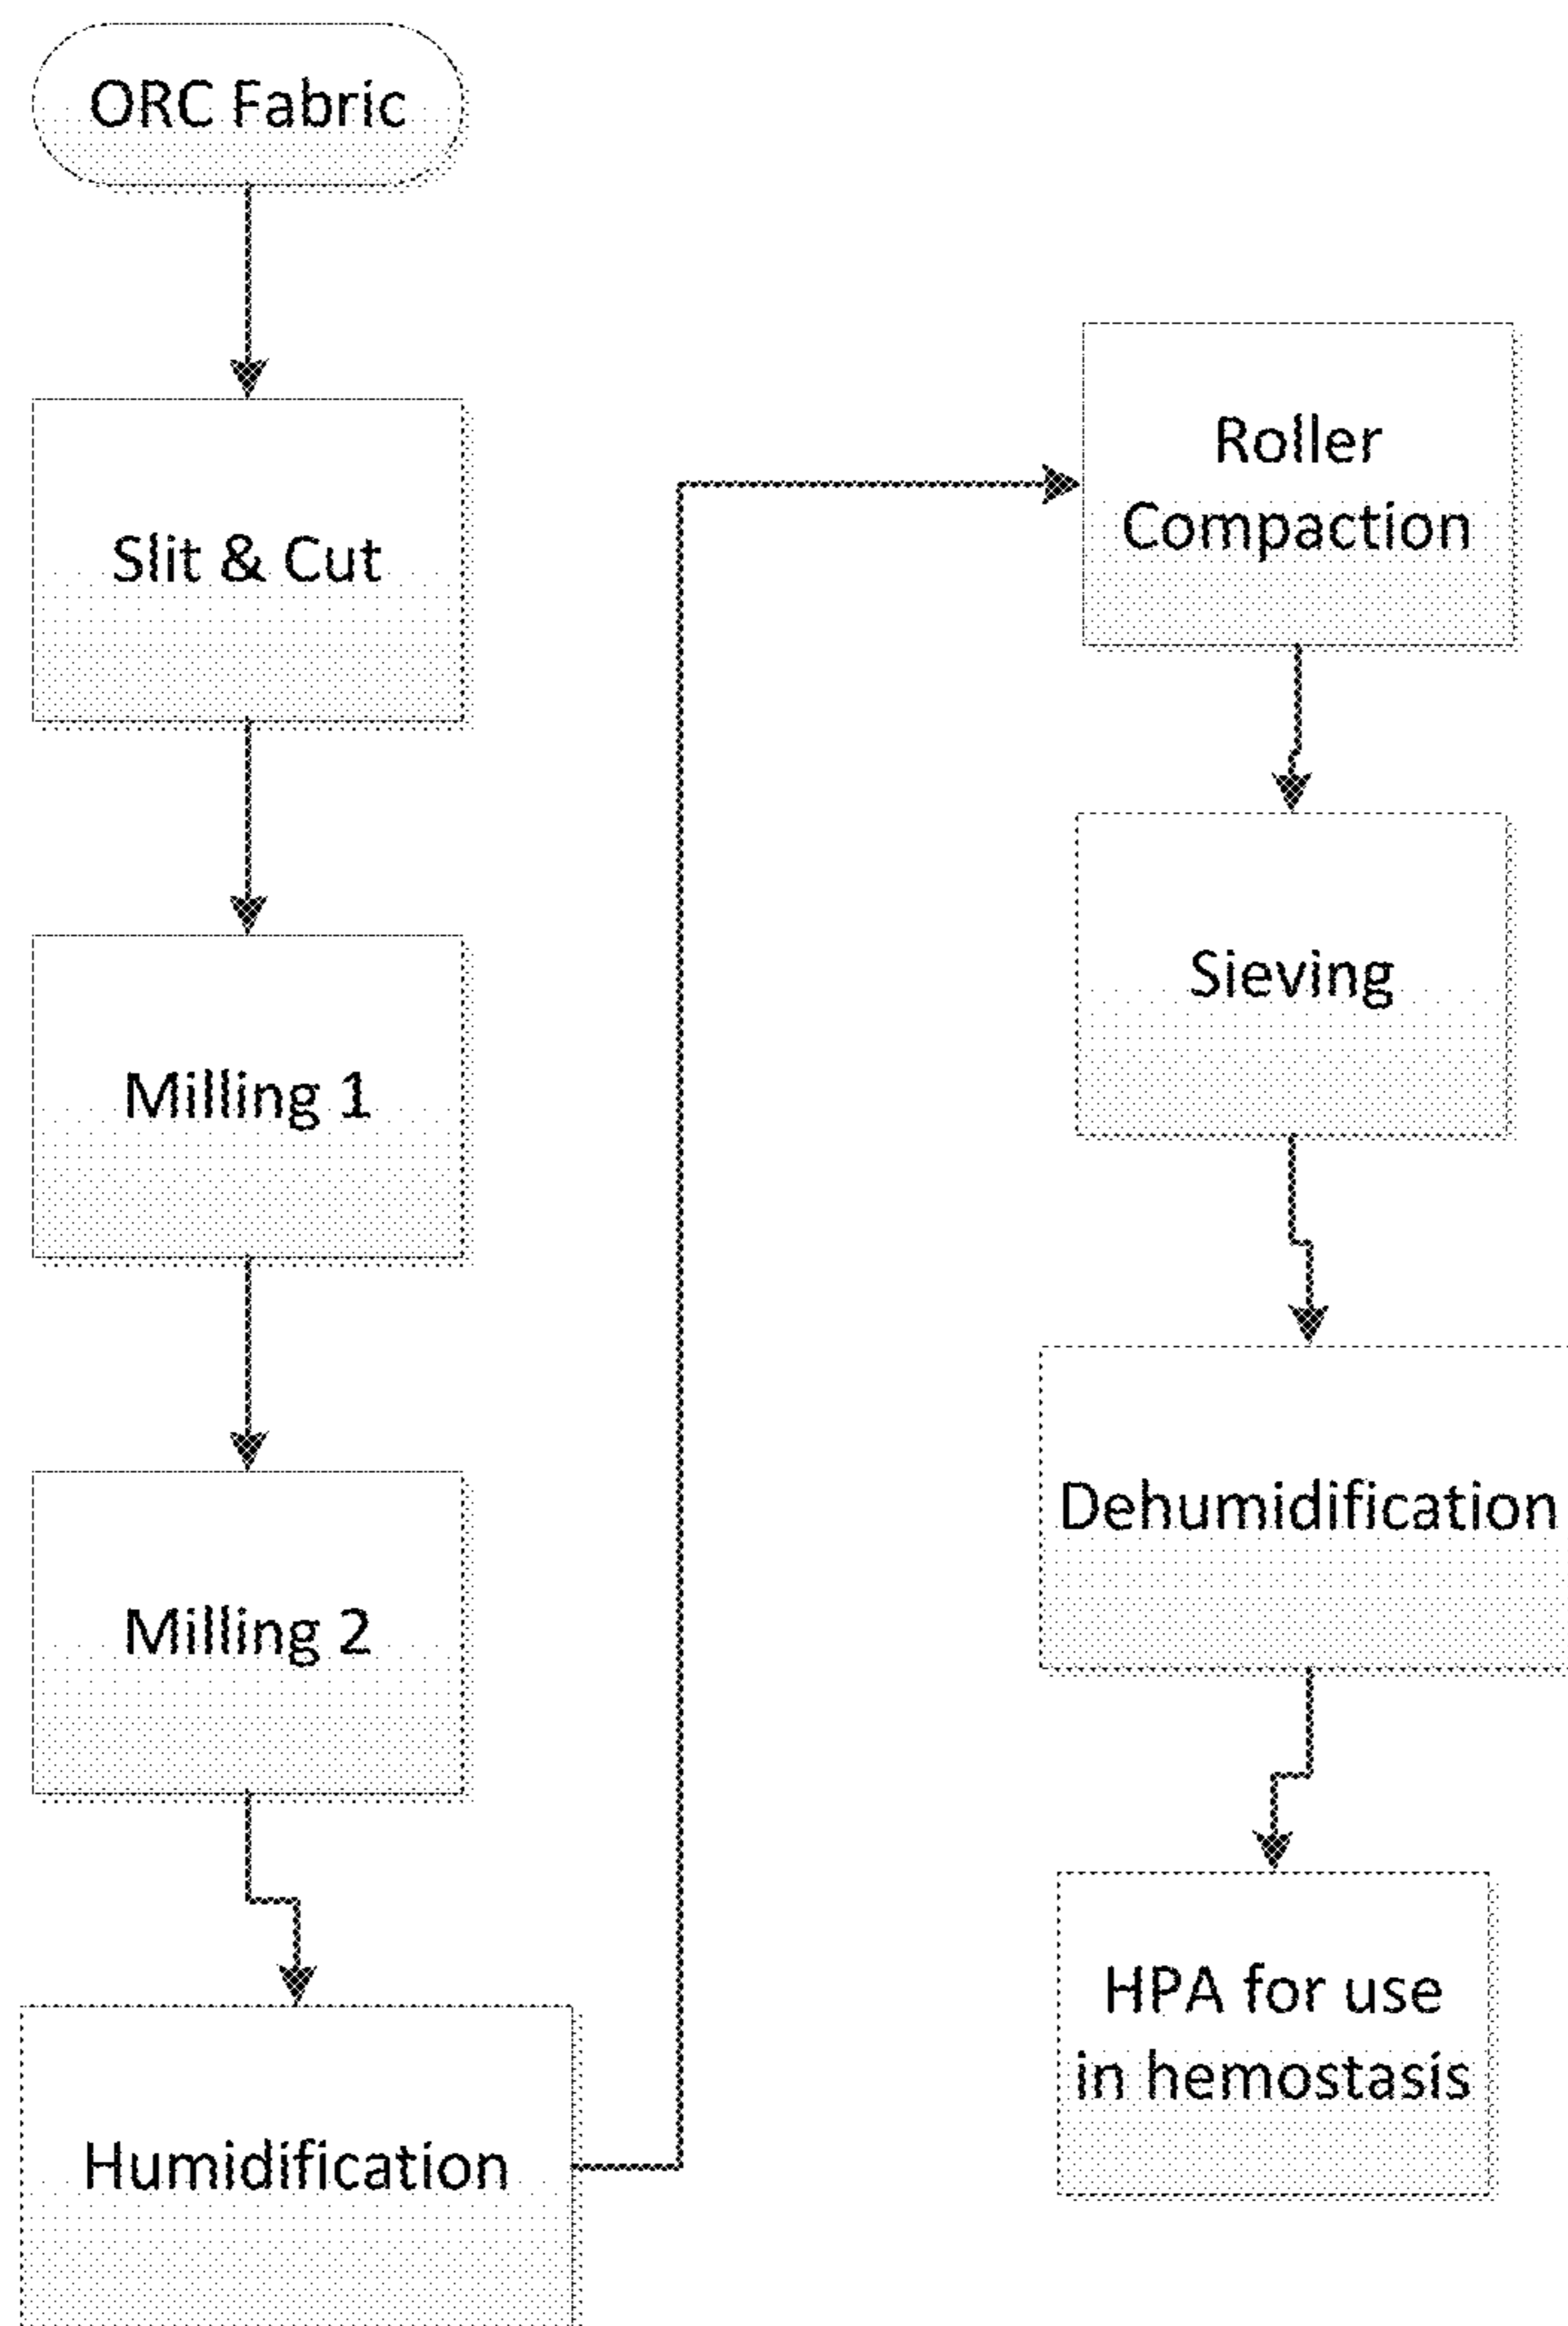 ORC Fabric
Slit & Cut
Milling 1
Milling 2
Humidification
Roller
Compaction
Sieving
Dehumidification
HPA for use
in hemostasis